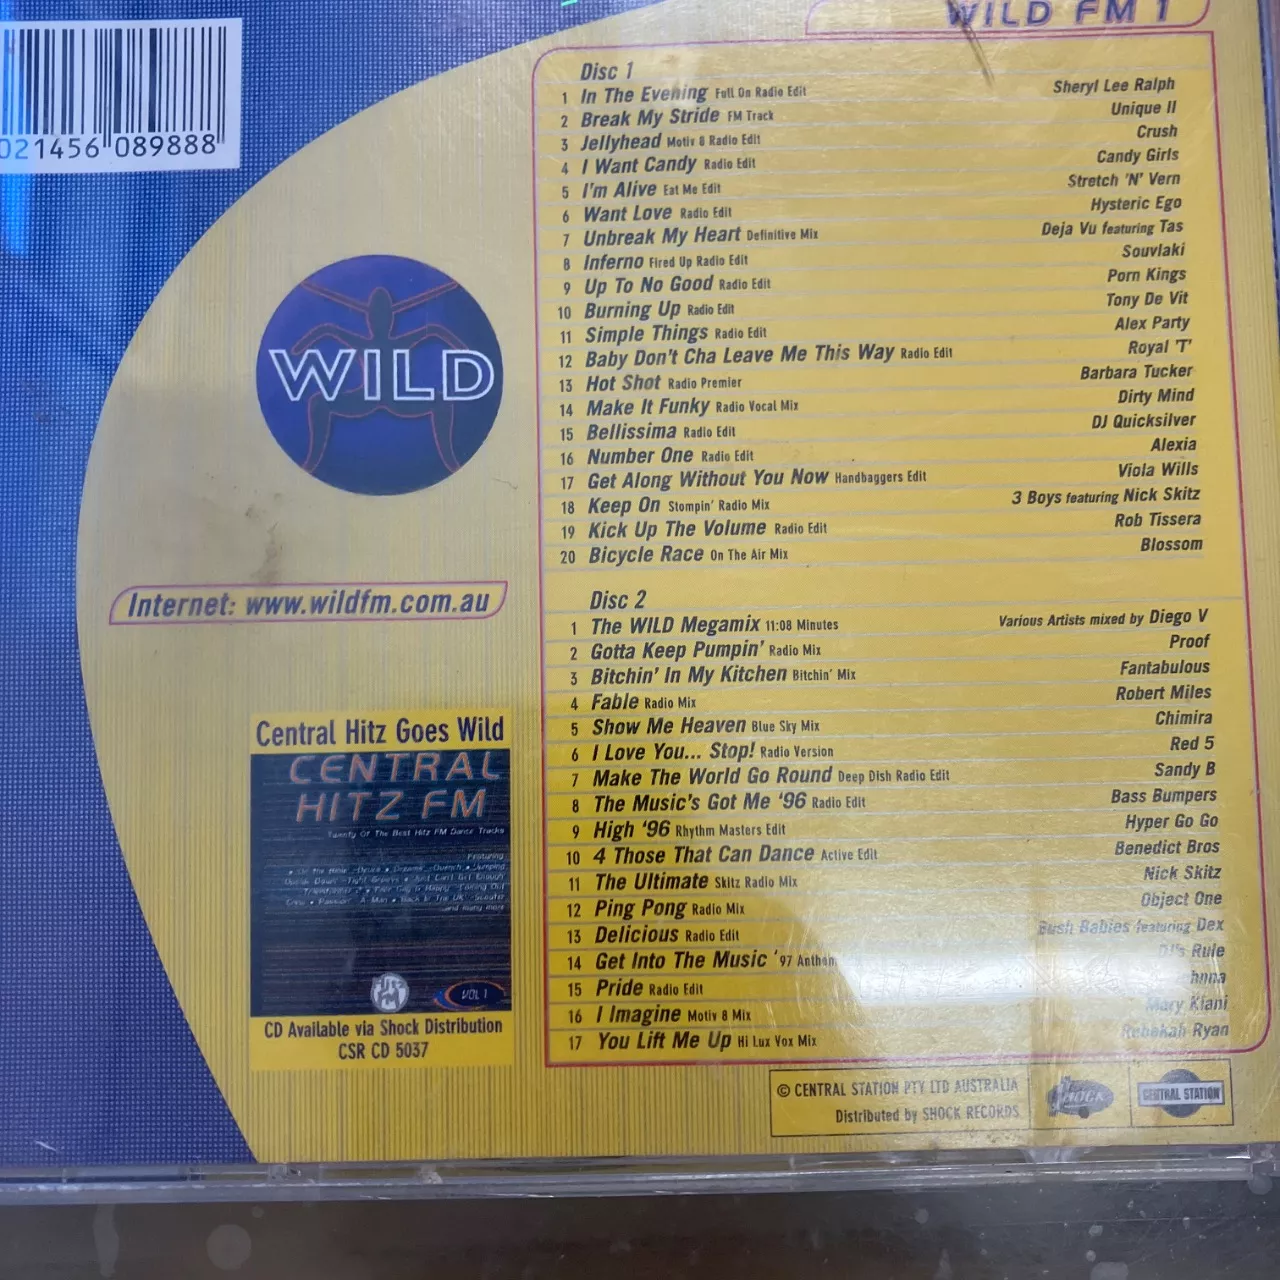 WILD FM 1
021456 089888
Disc 1
1 In The Evening Full On Radio Edit Sheryl Lee Ralph
2 Break My Stride FM Track Unique II
3 Jellyhead Motiv 8 Radio Edit Crush
4 I Want Candy Radio Edit Candy Girls
5 I'm Alive Eat Me Edit Stretch 'N' Vern
6 Want Love Radio Edit Hysteric Ego
7 Unbreak My Heart Definitive Mix Deja Vu featuring Tas
8 Inferno Fired Up Radio Edit Souvlaki
9 Up To No Good Radio Edit Porn Kings
10 Burning Up Radio Edit Tony De Vit
11 Simple Things Radio Edit Alex Party
12 Baby Don't Cha Leave Me This Way Radio Edit Royal 'T'
13 Hot Shot Radio Premier Barbara Tucker
14 Make It Funky Radio Vocal Mix Dirty Mind
15 Bellissima Radio Edit DJ Quicksilver
16 Number One Radio Edit Alexia
17 Get Along Without You Now Handbaggers Edit Viola Wills
18 Keep On Stompin' Radio Mix 3 Boys featuring Nick Skitz
19 Kick Up The Volume Radio Edit Rob Tissera
20 Bicycle Race On The Air Mix Blossom
Disc 2
1 The WILD Megamix 11:08 Minutes Various Artists mixed by Diego V
2 Gotta Keep Pumpin' Radio Mix Proof
3 Bitchin' In My Kitchen Bitchin' Mix Fantabulous
4 Fable Radio Mix Robert Miles
5 Show Me Heaven Blue Sky Mix Chimira
6 I Love You... Stop! Radio Version Red 5
7 Make The World Go Round Deep Dish Radio Edit Sandy B
8 The Music's Got Me '96 Radio Edit Bass Bumpers
9 High '96 Rhythm Masters Edit Hyper Go Go
10 4 Those That Can Dance Active Edit Benedict Bros
11 The Ultimate Skitz Radio Mix Nick Skitz
12 Ping Pong Radio Mix Object One
13 Delicious Radio Edit Bush Babies featuring Dex
14 Get Into The Music '97 Anthem DJ's Rule
15 Pride Radio Edit
16 I Imagine Motiv 8 Mix Mary Kiani
17 You Lift Me Up Hi Lux Vox Mix Rebekah Ryan
WILD
Internet: www.wildfm.com.au
Central Hitz Goes Wild
CENTRAL
HITZ FM
Twenty Of The Best Hitz FM Dance Tracks
Featuring
and many more
VOL 1
CD Available via Shock Distribution
CSR CD 5037
© CENTRAL STATION PTY LTD AUSTRALIA
Distributed by SHOCK RECORDS
SHOCK
CENTRAL STATION